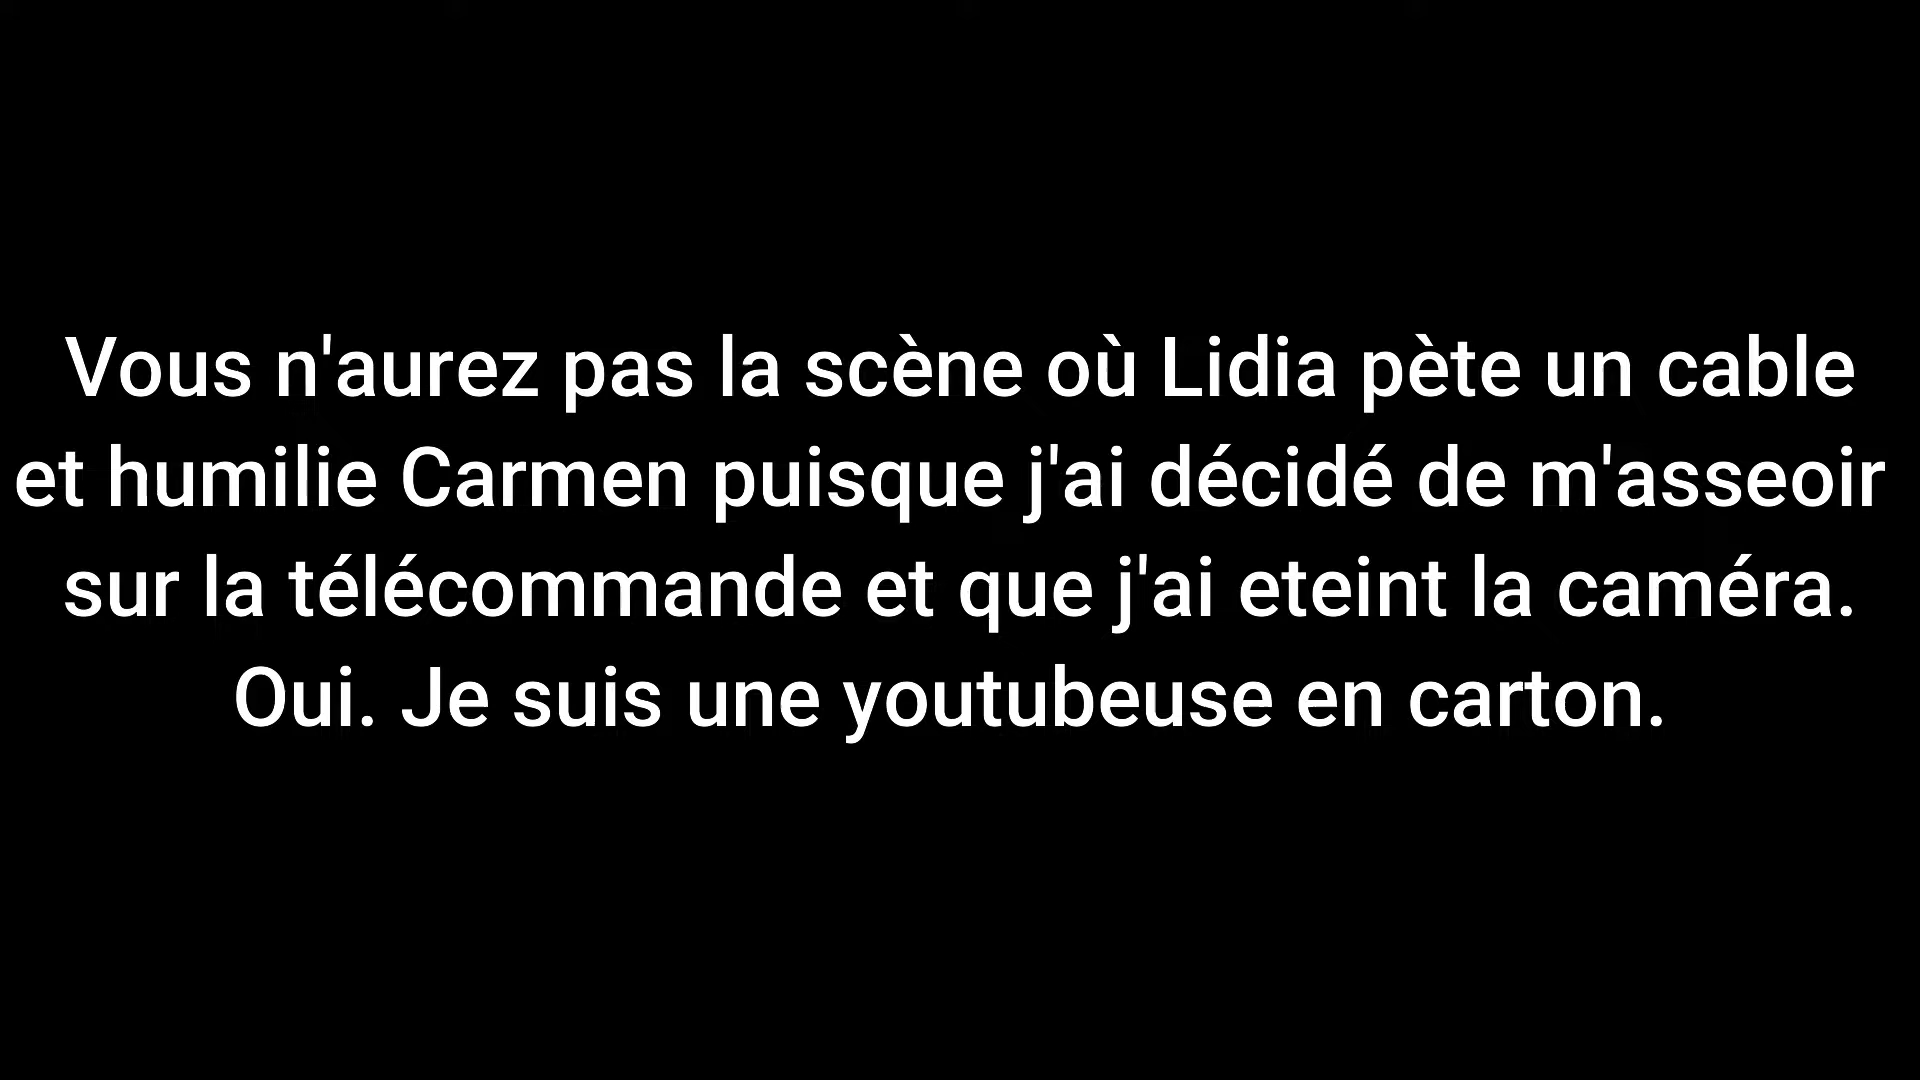 Vous n'aurez pas la scène où Lidia pète un cable
et humilie Carmen puisque j'ai décidé de m'asseoir
sur la télécommande et que j'ai eteint la caméra.
Oui. Je suis une youtubeuse en carton.